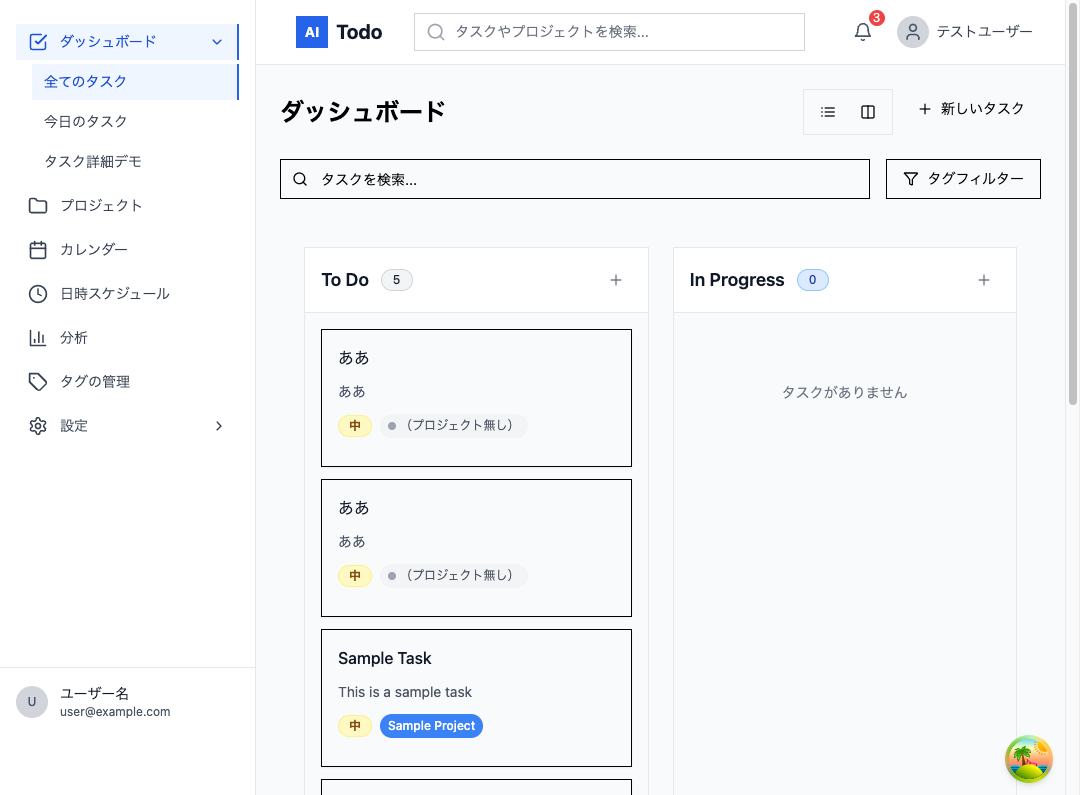 ダッシュボード
全てのタスク
今日のタスク
タスク詳細デモ
プロジェクト
カレンダー
日時スケジュール
分析
タグの管理
設定
U
ユーザー名
user@example.com
AI Todo
タスクやプロジェクトを検索...
3
テストユーザー
ダッシュボード
新しいタスク
タスクを検索...
タグフィルター
To Do 5
ああ
ああ
中 （プロジェクト無し）
ああ
ああ
中 （プロジェクト無し）
Sample Task
This is a sample task
中 Sample Project
In Progress 0
タスクがありません